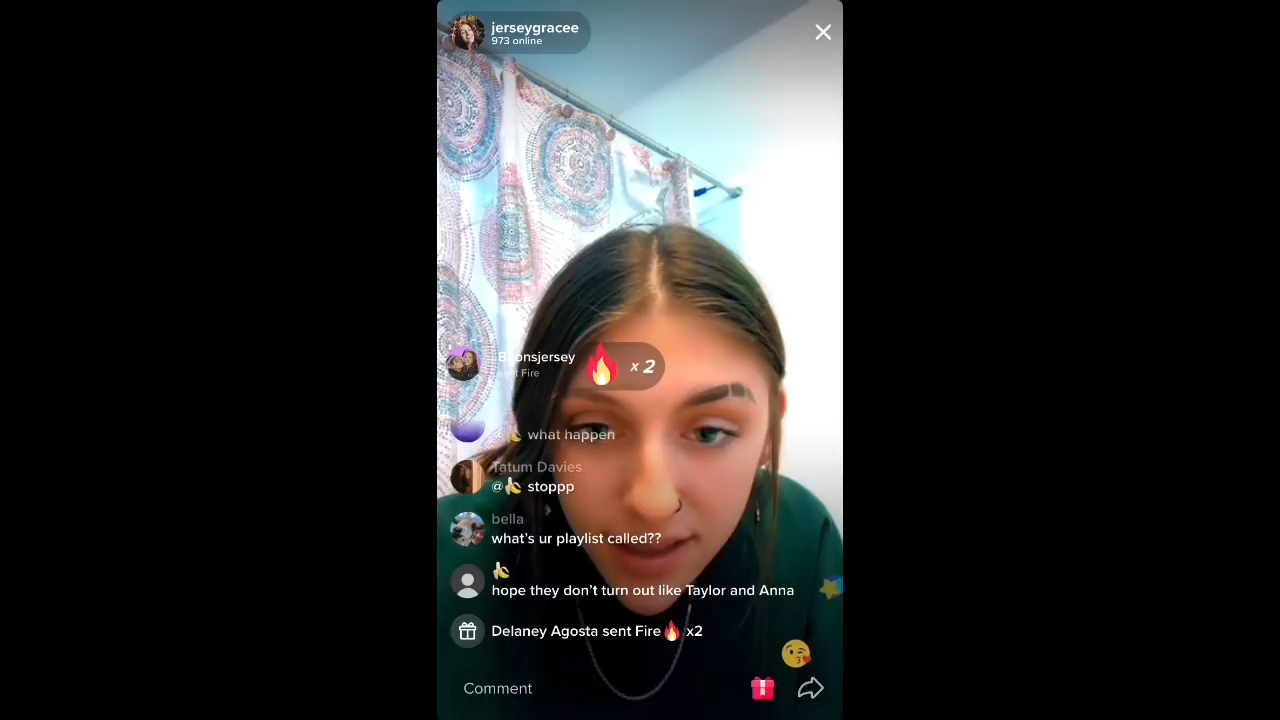 jerseygracee
973 online
x 2
what happen
Tatum Davies
@🍌 stoppp
bella
what's ur playlist called??
🍌
hope they don't turn out like Taylor and Anna
Delaney Agosta sent Fire🔥 x2
Comment